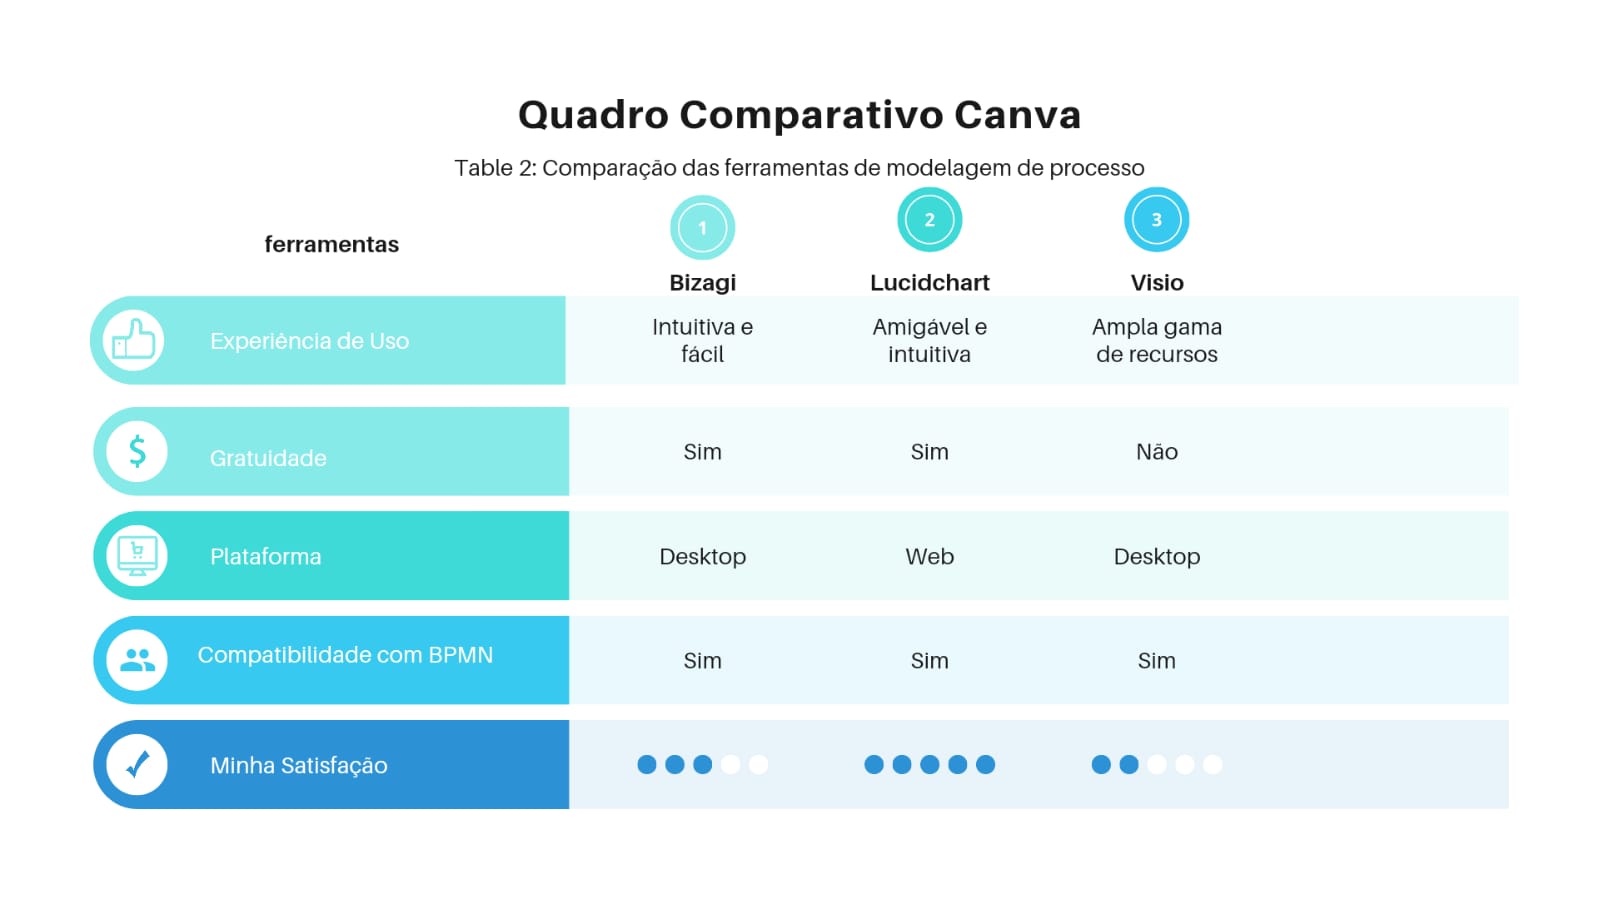 Quadro Comparativo Canva
Table 2: Comparação das ferramentas de modelagem de processo
ferramentas
1
2
3
Bizagi
Lucidchart
Visio
Experiência de Uso
Intuitiva e
fácil
Amigável e
intuitiva
Ampla gama
de recursos
$
Gratuidade
Sim
Sim
Não
Plataforma
Desktop
Web
Desktop
Compatibilidade com BPMN
Sim
Sim
Sim
Minha Satisfação